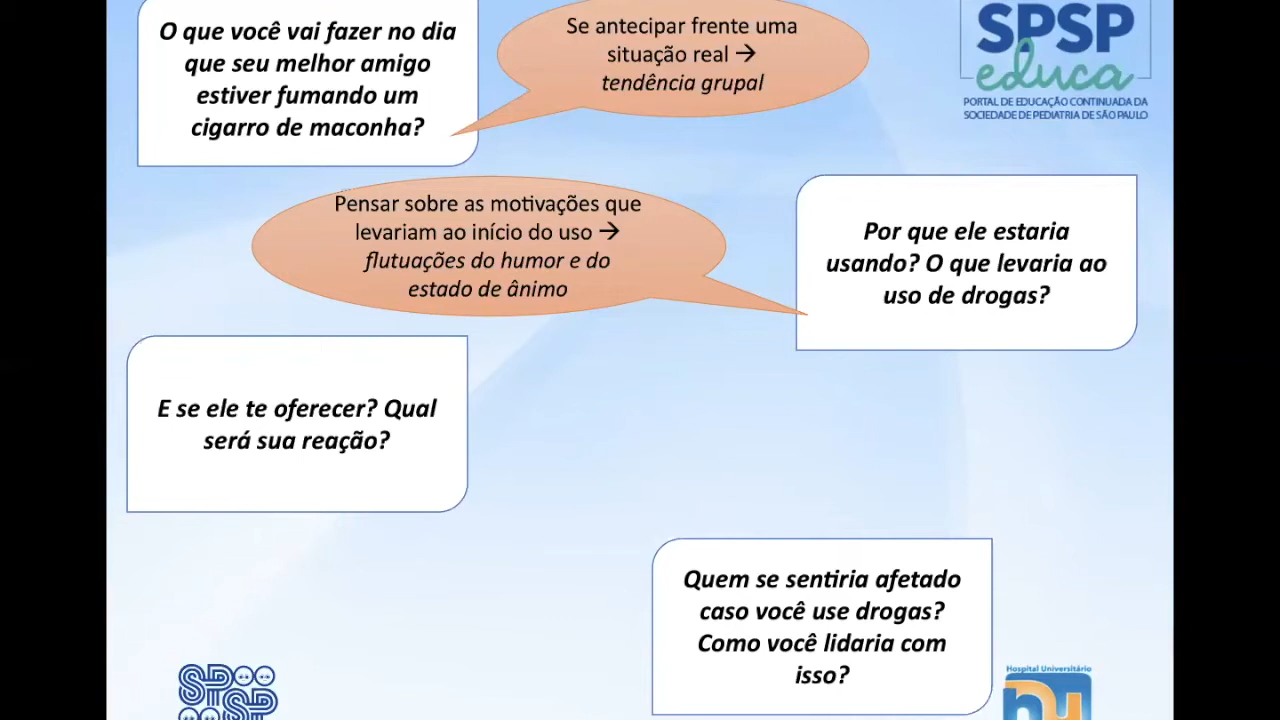 O que você vai fazer no dia
que seu melhor amigo
estiver fumando um
cigarro de maconha?
Se antecipar frente uma
situação real →
tendência grupal
SPSP
educa
PORTAL DE EDUCAÇÃO CONTINUADA DA
SOCIEDADE DE PEDIATRIA DE SÃO PAULO
Pensar sobre as motivações que
levariam ao início do uso →
flutuações do humor e do
estado de ânimo
Por que ele estaria
usando? O que levaria ao
uso de drogas?
E se ele te oferecer? Qual
será sua reação?
Quem se sentiria afetado
caso você use drogas?
Como você lidaria com
isso?
SPSP
Hospital Universitário
hu